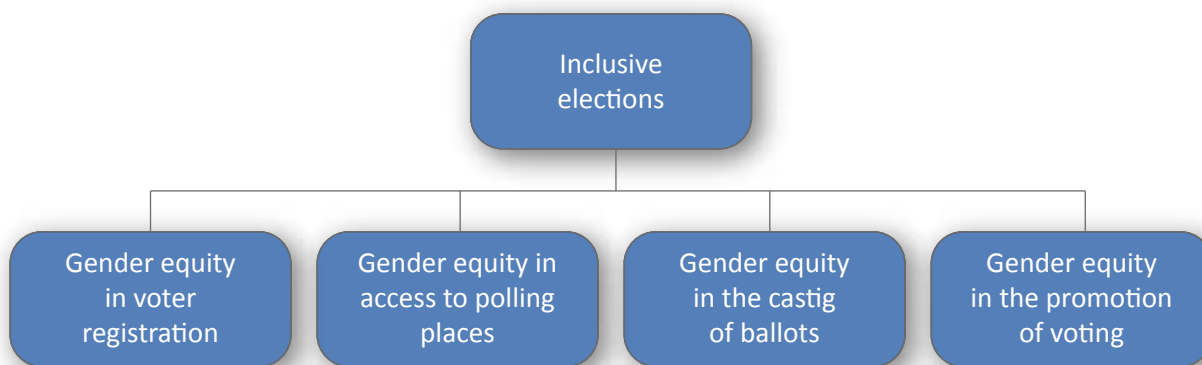 Inclusive
elections
Gender equity
in voter
registration
Gender equity in
access to polling
places
Gender equity
in the castig
of ballots
Gender equity
in the promotion
of voting